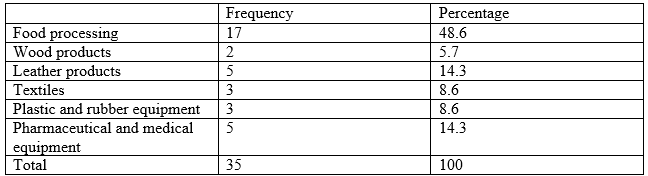 Frequency Percentage
Food processing 17 48.6
Wood products 2 5.7
Leather products 5 14.3
Textiles 3 8.6
Plastic and rubber equipment 3 8.6
Pharmaceutical and medical 5 14.3
equipment
Total 35 100